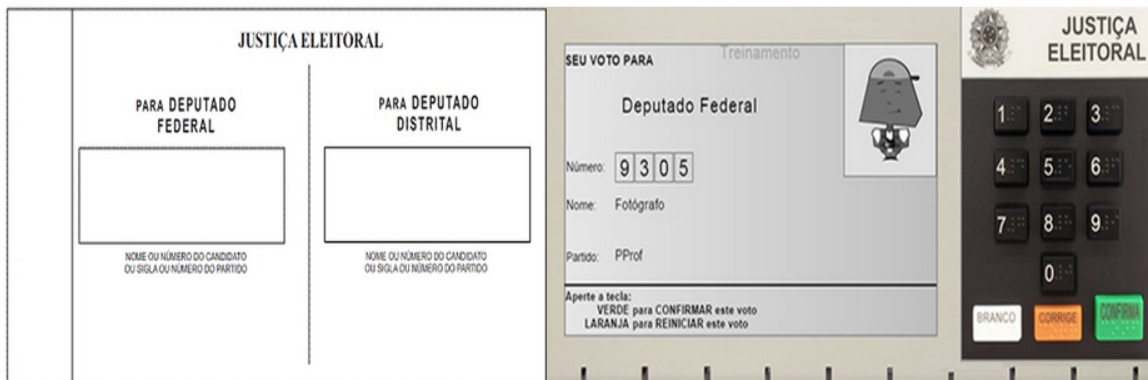 JUSTIÇA ELEITORAL
PARA DEPUTADO
FEDERAL
NOME OU NÚMERO DO CANDIDATO
OU SIGLA OU NÚMERO DO PARTIDO
PARA DEPUTADO
DISTRITAL
NOME OU NÚMERO DO CANDIDATO
OU SIGLA OU NÚMERO DO PARTIDO
Treinamento
SEU VOTO PARA
Deputado Federal
Número: 9 3 0 5
Nome: Fotógrafo
Partido: PProf
Aperte a tecla:
VERDE para CONFIRMAR este voto
LARANJA para REINICIAR este voto
JUSTIÇA
ELEITORAL
1 2 3
4 5 6
7 8 9
0
BRANCO CORRIGE CONFIRMA